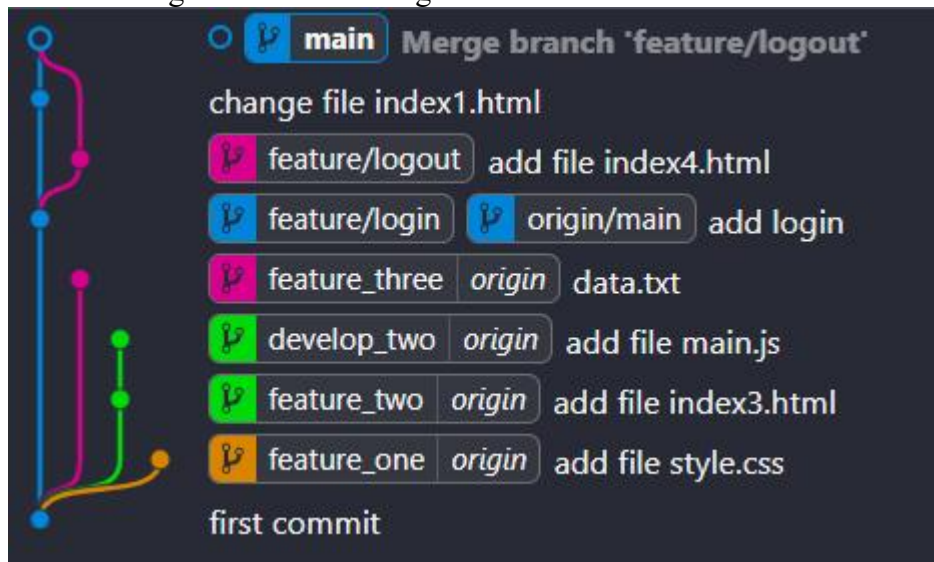 main Merge branch 'feature/logout'
change file index1.html
feature/logout add file index4.html
feature/login origin/main add login
feature_three origin data.txt
develop_two origin add file main.js
feature_two origin add file index3.html
feature_one origin add file style.css
first commit